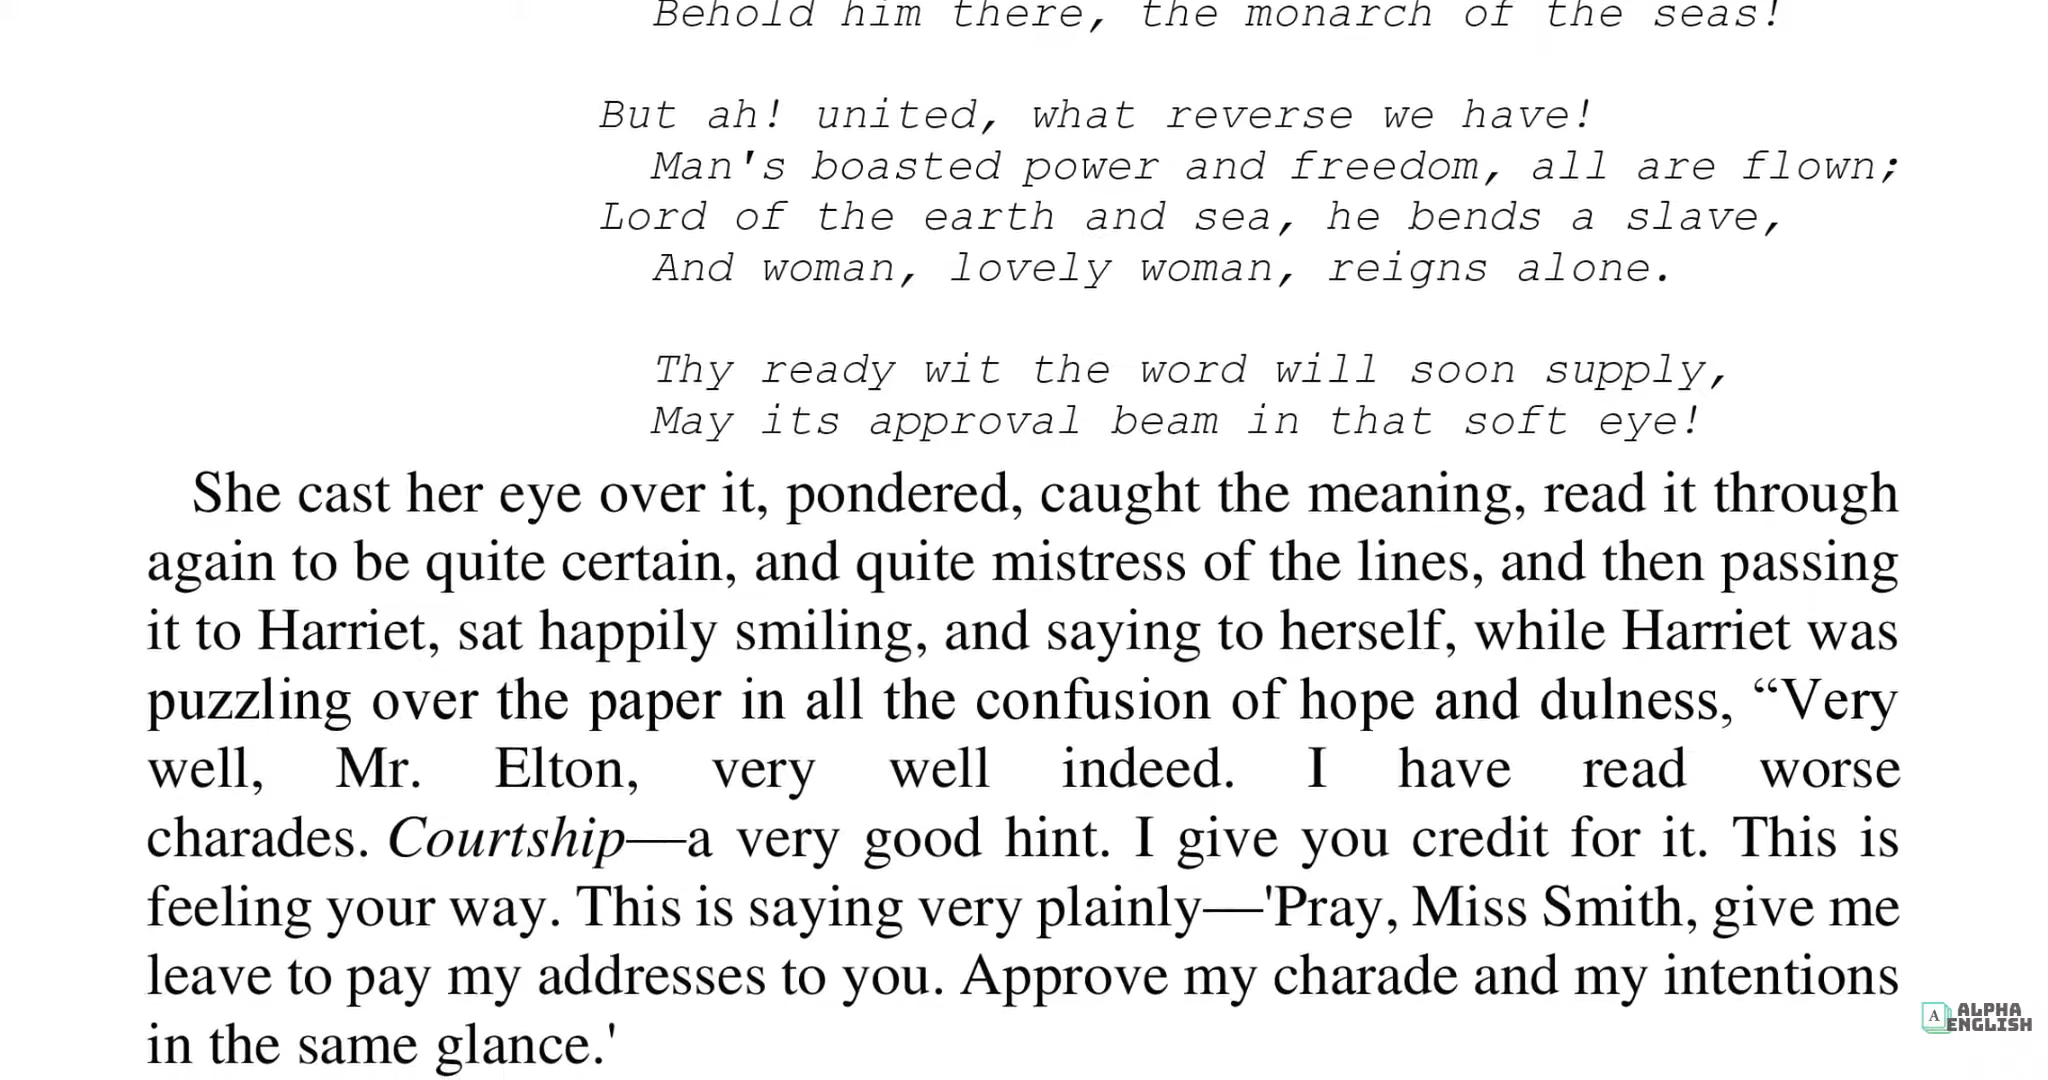 Behold him there, the monarch of the seas!
But ah! united, what reverse we have!
Man's boasted power and freedom, all are flown;
Lord of the earth and sea, he bends a slave,
And woman, lovely woman, reigns alone.
Thy ready wit the word will soon supply,
May its approval beam in that soft eye!
She cast her eye over it, pondered, caught the meaning, read it through
again to be quite certain, and quite mistress of the lines, and then passing
it to Harriet, sat happily smiling, and saying to herself, while Harriet was
puzzling over the paper in all the confusion of hope and dulness, “Very
well, Mr. Elton, very well indeed. I have read worse
charades. Courtship—a very good hint. I give you credit for it. This is
feeling your way. This is saying very plainly—'Pray, Miss Smith, give me
leave to pay my addresses to you. Approve my charade and my intentions
in the same glance.'
A ALPHA
ENGLISH